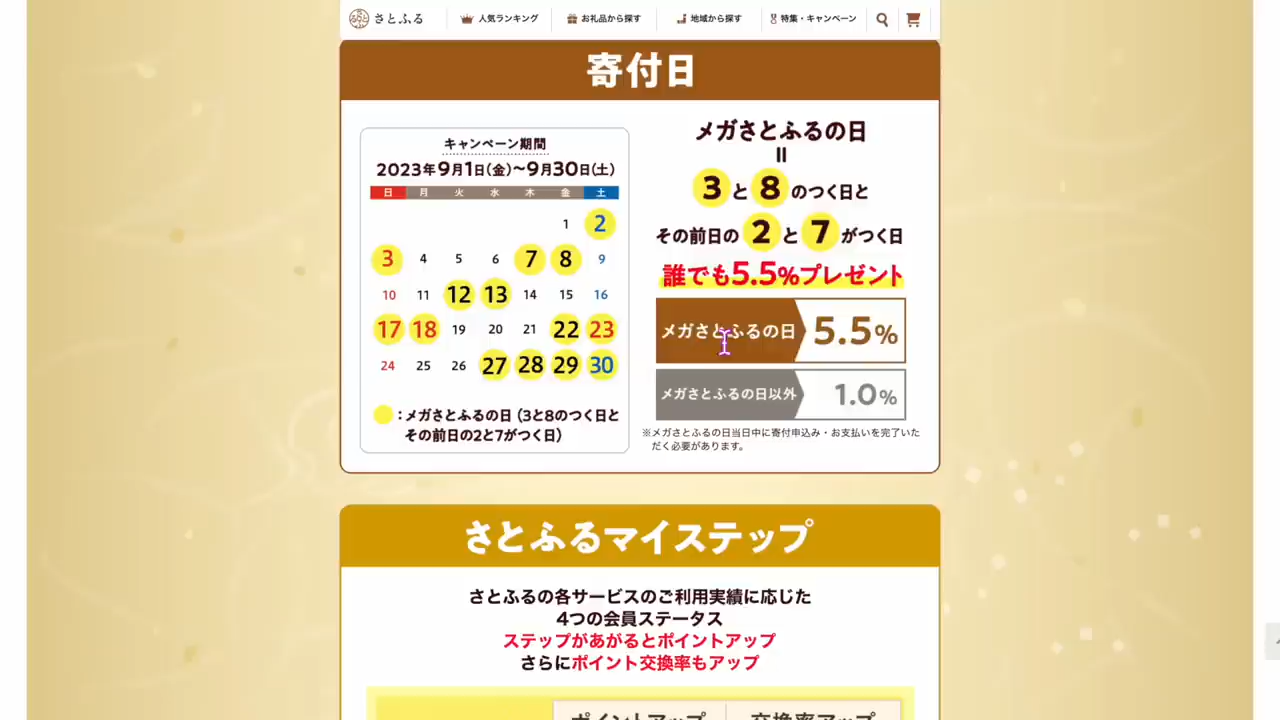 さとふる 人気ランキング お礼品から探す 地域から探す 特集・キャンペーン
寄付日
キャンペーン期間
2023年9月1日(金)~9月30日(土)
日 月 火 水 木 金 土
1 2
3 4 5 6 7 8 9
10 11 12 13 14 15 16
17 18 19 20 21 22 23
24 25 26 27 28 29 30
:メガさとふるの日(3と8のつく日と
その前日の2と7がつく日)
メガさとふるの日
=
3と8のつく日と
その前日の2と7がつく日
誰でも5.5%プレゼント
メガさとふるの日 5.5%
メガさとふるの日以外 1.0%
※メガさとふるの日当日中に寄付申込み・お支払いを完了いた
だく必要があります。
さとふるマイステップ
さとふるの各サービスのご利用実績に応じた
4つの会員ステータス
ステップがあがるとポイントアップ
さらにポイント交換率もアップ
ポイントアップ 交換率アップ